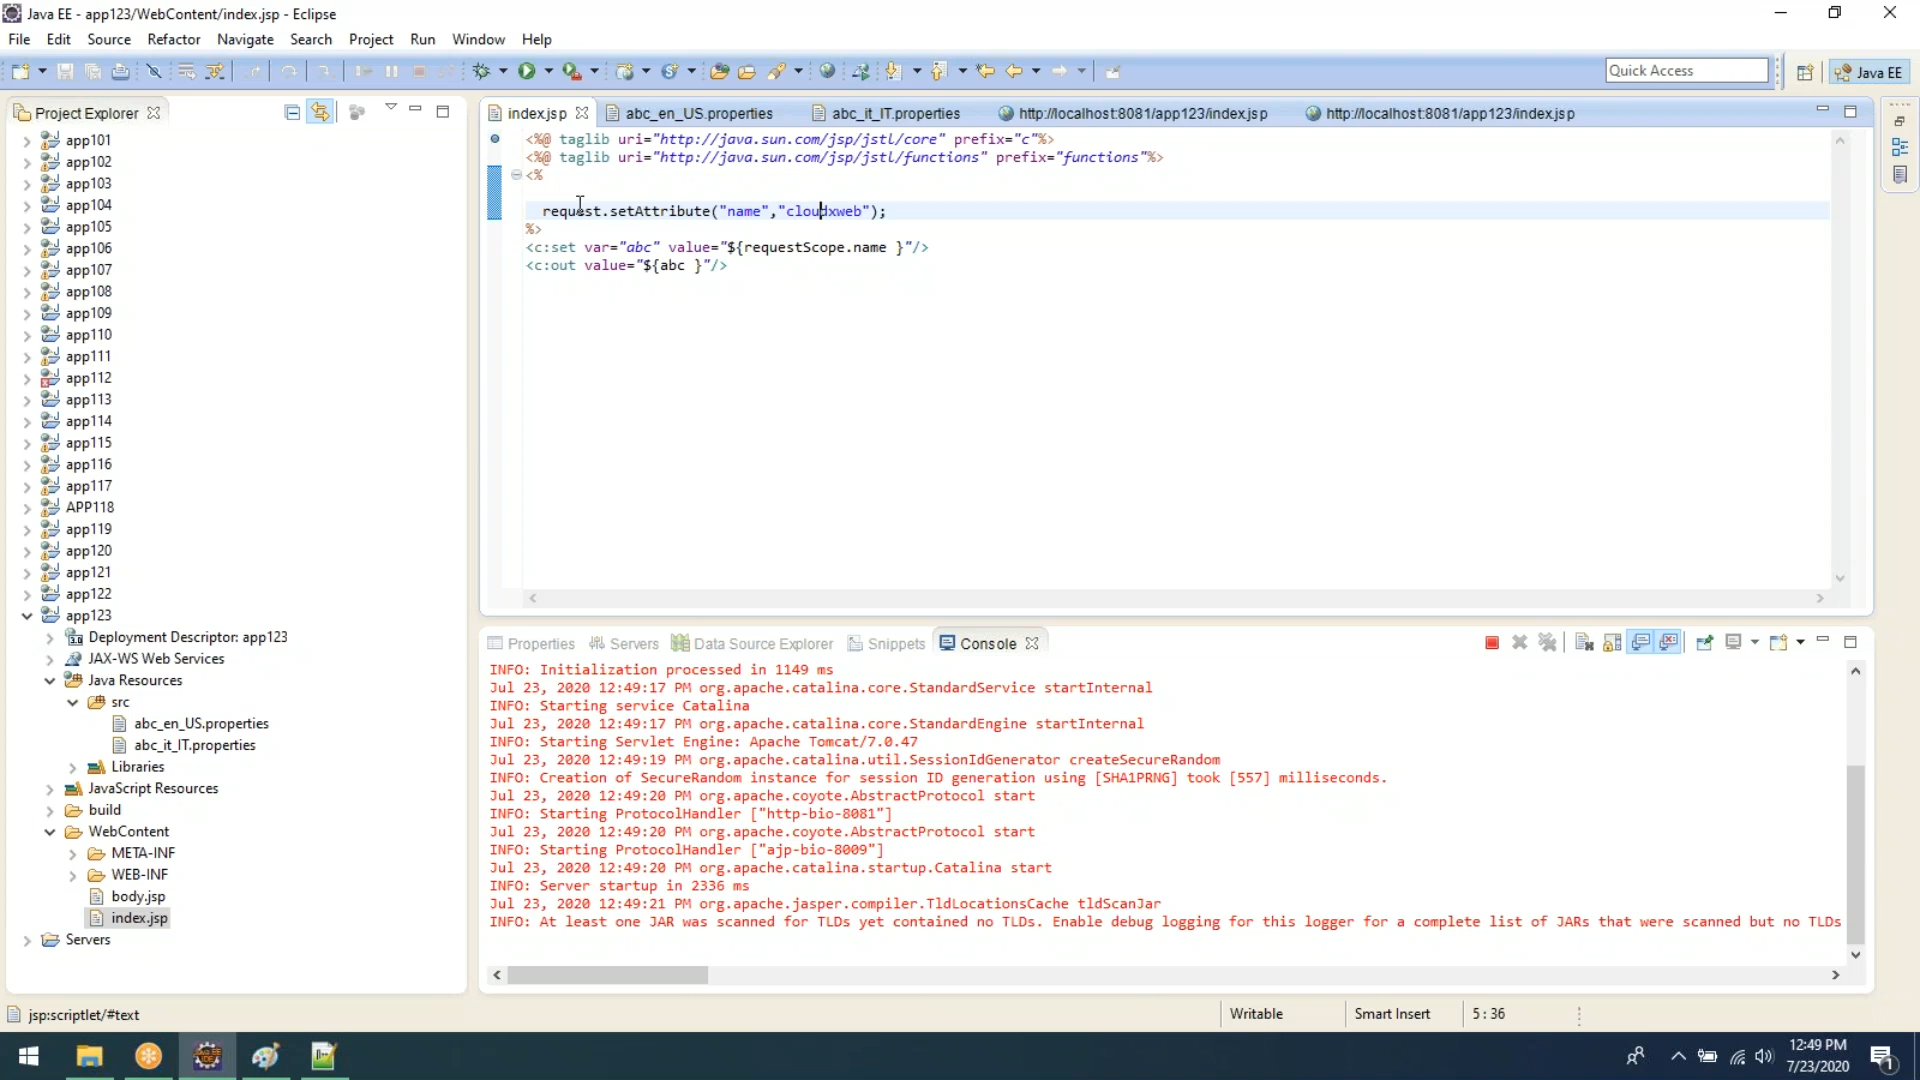 Java EE - app123/WebContent/index.jsp - Eclipse
File Edit Source Refactor Navigate Search Project Run Window Help
Quick Access
Java EE
Project Explorer
app101
app102
app103
app104
app105
app106
app107
app108
app109
app110
app111
app112
app113
app114
app115
app116
app117
APP118
app119
app120
app121
app122
app123
Deployment Descriptor: app123
JAX-WS Web Services
Java Resources
src
abc_en_US.properties
abc_it_IT.properties
Libraries
JavaScript Resources
build
WebContent
META-INF
WEB-INF
body.jsp
index.jsp
Servers
index.jsp abc_en_US.properties abc_it_IT.properties http://localhost:8081/app123/index.jsp http://localhost:8081/app123/index.jsp
<%@ taglib uri="http://java.sun.com/jsp/jstl/core" prefix="c"%>
<%@ taglib uri="http://java.sun.com/jsp/jstl/functions" prefix="functions"%>
<%
request.setAttribute("name","cloudxweb");
%>
<c:set var="abc" value="${requestScope.name }"/>
<c:out value="${abc }"/>
Properties Servers Data Source Explorer Snippets Console
INFO: Initialization processed in 1149 ms
Jul 23, 2020 12:49:17 PM org.apache.catalina.core.StandardService startInternal
INFO: Starting service Catalina
Jul 23, 2020 12:49:17 PM org.apache.catalina.core.StandardEngine startInternal
INFO: Starting Servlet Engine: Apache Tomcat/7.0.47
Jul 23, 2020 12:49:19 PM org.apache.catalina.util.SessionIdGenerator createSecureRandom
INFO: Creation of SecureRandom instance for session ID generation using [SHA1PRNG] took [557] milliseconds.
Jul 23, 2020 12:49:20 PM org.apache.coyote.AbstractProtocol start
INFO: Starting ProtocolHandler ["http-bio-8081"]
Jul 23, 2020 12:49:20 PM org.apache.coyote.AbstractProtocol start
INFO: Starting ProtocolHandler ["ajp-bio-8009"]
Jul 23, 2020 12:49:20 PM org.apache.catalina.startup.Catalina start
INFO: Server startup in 2336 ms
Jul 23, 2020 12:49:21 PM org.apache.jasper.compiler.TldLocationsCache tldScanJar
INFO: At least one JAR was scanned for TLDs yet contained no TLDs. Enable debug logging for this logger for a complete list of JARs that were scanned but no TLDs
jsp:scriptlet/#text
Writable
Smart Insert
5 : 36
12:49 PM
7/23/2020
1